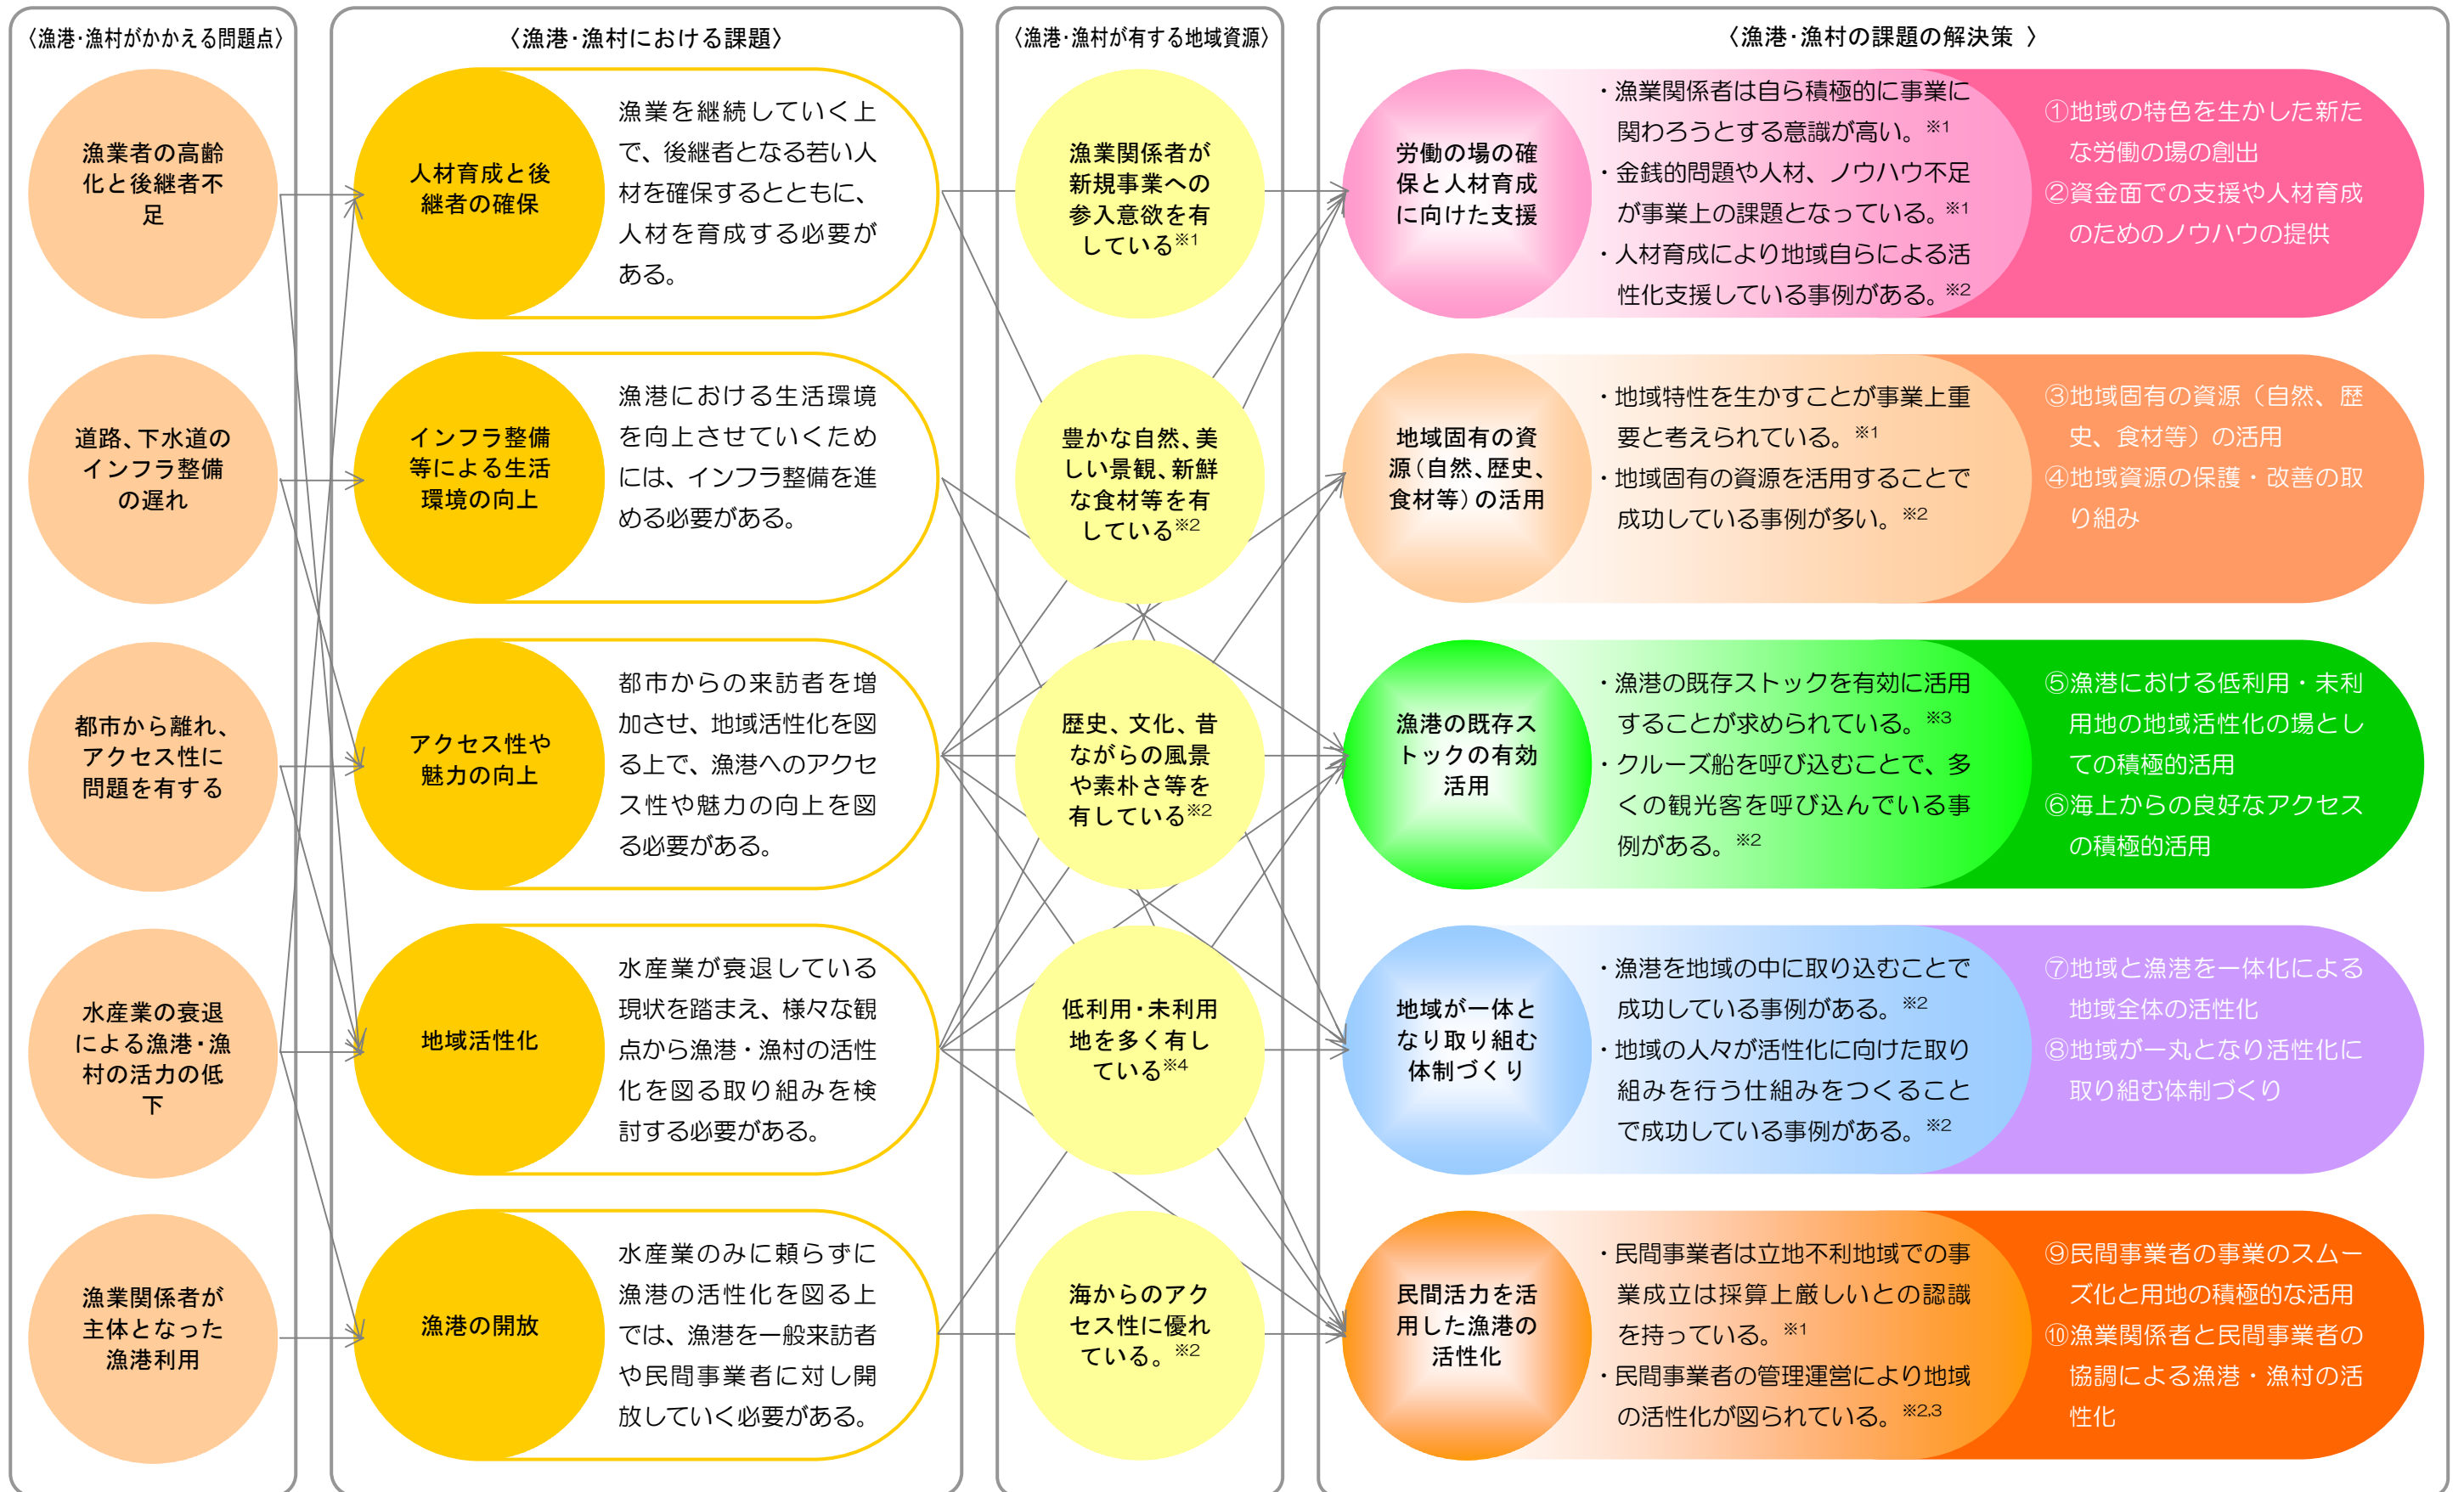 〈漁港・漁村がかかえる問題点〉
漁業者の高齢
化と後継者不
足
道路、下水道の
インフラ整備
の遅れ
都市から離れ、
アクセス性に
問題を有する
水産業の衰退
による漁港・漁
村の活力の低
下
漁業関係者が
主体となった
漁港利用
〈漁港・漁村における課題〉
人材育成と後
継者の確保
漁業を継続していく上
で、後継者となる若い人
材を確保するとともに、
人材を育成する必要が
ある。
インフラ整備
等による生活
環境の向上
漁港における生活環境
を向上させていくため
には、インフラ整備を進
める必要がある。
アクセス性や
魅力の向上
都市からの来訪者を増
加させ、地域活性化を図
る上で、漁港へのアクセ
ス性や魅力の向上を図
る必要がある。
地域活性化
水産業が衰退している
現状を踏まえ、様々な観
点から漁港・漁村の活性
化を図る取り組みを検
討する必要がある。
漁港の開放
水産業のみに頼らずに
漁港の活性化を図る上
では、漁港を一般来訪者
や民間事業者に対し開
放していく必要がある。
〈漁港・漁村が有する地域資源〉
漁業関係者が
新規事業への
参入意欲を有
している※1
豊かな自然、美
しい景観、新鮮
な食材等を有
している※2
歴史、文化、昔
ながらの風景
や素朴さ等を
有している※2
低利用・未利用
地を多く有し
ている※4
海からのアク
セス性に優れ
ている。※2
〈漁港・漁村の課題の解決策 〉
労働の場の確
保と人材育成
に向けた支援
・漁業関係者は自ら積極的に事業に
関わろうとする意識が高い。※1
・金銭的問題や人材、ノウハウ不足
が事業上の課題となっている。※1
・人材育成により地域自らによる活
性化支援している事例がある。※2
①地域の特色を生かした新た
な労働の場の創出
②資金面での支援や人材育成
のためのノウハウの提供
地域固有の資
源（自然、歴史、
食材等）の活用
・地域特性を生かすことが事業上重
要と考えられている。※1
・地域固有の資源を活用することで
成功している事例が多い。※2
③地域固有の資源（自然、歴
史、食材等）の活用
④地域資源の保護・改善の取
り組み
漁港の既存ス
トックの有効
活用
・漁港の既存ストックを有効に活用
することが求められている。※3
・クルーズ船を呼び込むことで、多
くの観光客を呼び込んでいる事
例がある。※2
⑤漁港における低利用・未利
用地の地域活性化の場とし
ての積極的活用
⑥海上からの良好なアクセス
の積極的活用
地域が一体と
なり取り組む
体制づくり
・漁港を地域の中に取り込むことで
成功している事例がある。※2
・地域の人々が活性化に向けた取り
組みを行う仕組みをつくること
で成功している事例がある。※2
⑦地域と漁港を一体化による
地域全体の活性化
⑧地域が一丸となり活性化に
取り組む体制づくり
民間活力を活
用した漁港の
活性化
・民間事業者は立地不利地域での事
業成立は採算上厳しいとの認識
を持っている。※1
・民間事業者の管理運営により地域
の活性化が図られている。※2,3
⑨民間事業者の事業のスムー
ズ化と用地の積極的な活用
⑩漁業関係者と民間事業者の
協調による漁港・漁村の活
性化